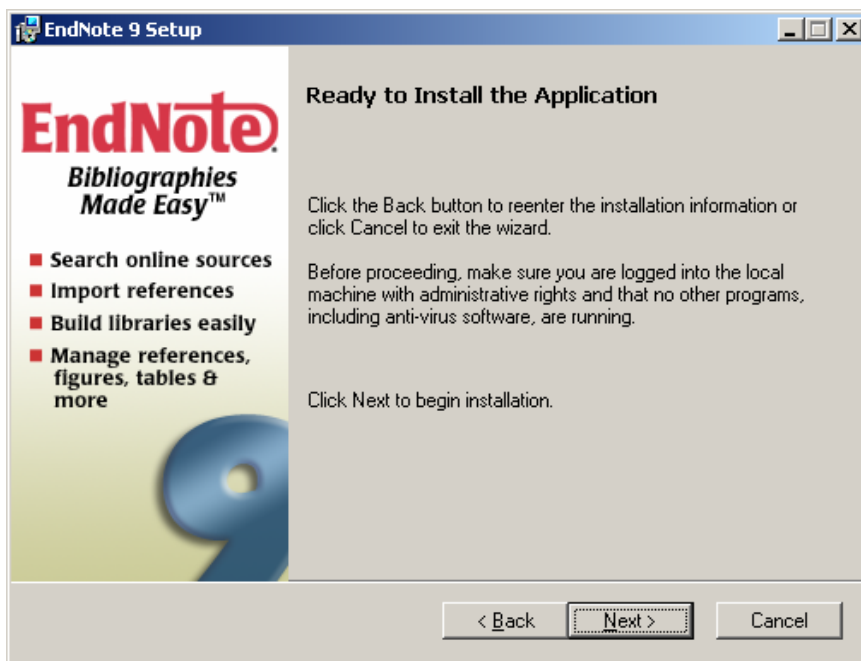 EndNote 9 Setup
EndNote.
Bibliographies
Made Easy™
Search online sources
Import references
Build libraries easily
Manage references,
figures, tables &
more
9
Ready to Install the Application
Click the Back button to reenter the installation information or
click Cancel to exit the wizard.
Before proceeding, make sure you are logged into the local
machine with administrative rights and that no other programs,
including anti-virus software, are running.
Click Next to begin installation.
< Back
Next >
Cancel